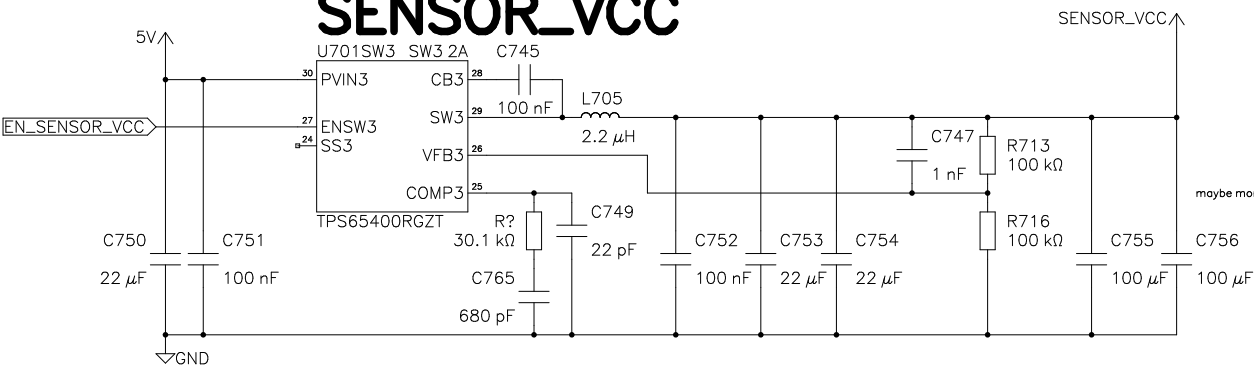 SENSOR_VCC
SENSOR_VCC
5V
U701SW3 SW3 2A
C745
30 PVIN3 CB3 28
100 nF
L705
EN_SENSOR_VCC
27 ENSW3 SW3 29
2.2 µH
24 SS3
VFB3 26
C747
1 nF
R713
100 kΩ
COMP3 25
maybe mo
TPS65400RGZT
R?
30.1 kΩ
C749
22 pF
R716
100 kΩ
C750
22 µF
C751
100 nF
C752
100 nF
C753
22 µF
C754
22 µF
C755
100 µF
C756
100 µF
C765
680 pF
GND